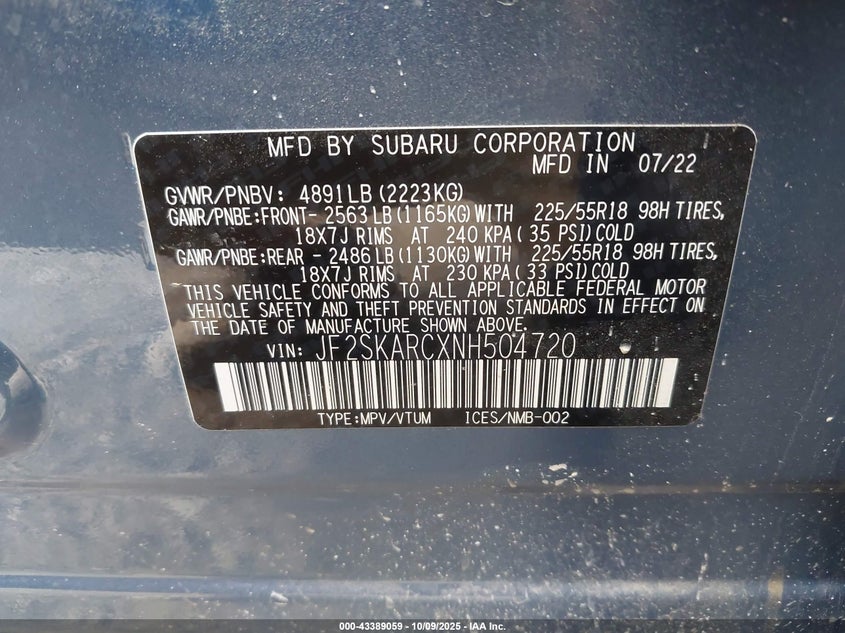 MFD BY SUBARU CORPORATION
MFD IN 07/22
GVWR/PNBV: 4891LB(2223KG)
GAWR/PNBE:FRONT- 2563LB(1165KG)WITH 225/55R18 98H TIRES,
18X7J RIMS AT 240 KPA( 35 PSI)COLD
GAWR/PNBE:REAR - 2486LB(1130KG)WITH 225/55R18 98H TIRES,
18X7J RIMS AT 230 KPA( 33 PSI)COLD
THIS VEHICLE CONFORMS TO ALL APPLICABLE FEDERAL MOTOR
VEHICLE SAFETY AND THEFT PREVENTION STANDARDS IN EFFECT ON
THE DATE OF MANUFACTURE SHOWN ABOVE.
VIN: JF2SKARCXNH504720
TYPE:MPV/VTUM ICES/NMB-002
000-43389059 - 10/09/2025 - IAA Inc.